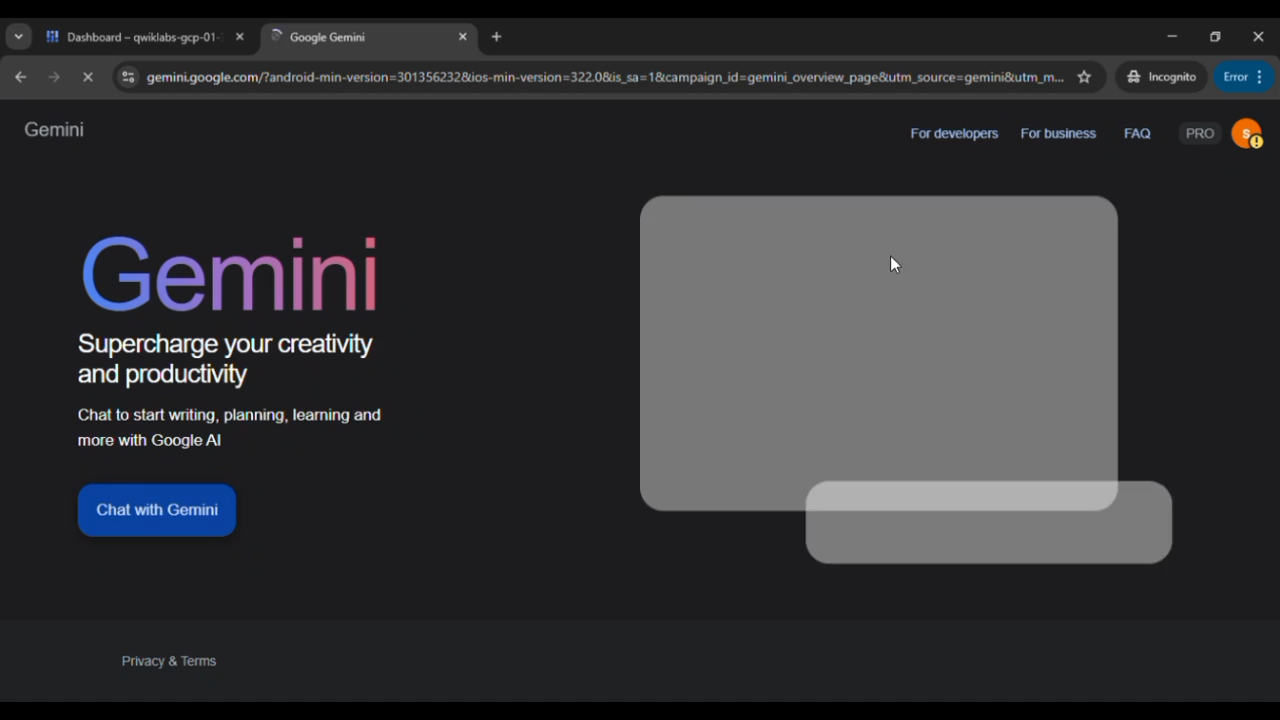 Dashboard – qwiklabs-gcp-01-
Google Gemini
gemini.google.com/?android-min-version=301356232&ios-min-version=322.0&is_sa=1&campaign_id=gemini_overview_page&utm_source=gemini&utm_m...
Incognito
Error
Gemini
For developers
For business
FAQ
PRO
S
Gemini
Supercharge your creativity
and productivity
Chat to start writing, planning, learning and
more with Google AI
Chat with Gemini
Privacy & Terms